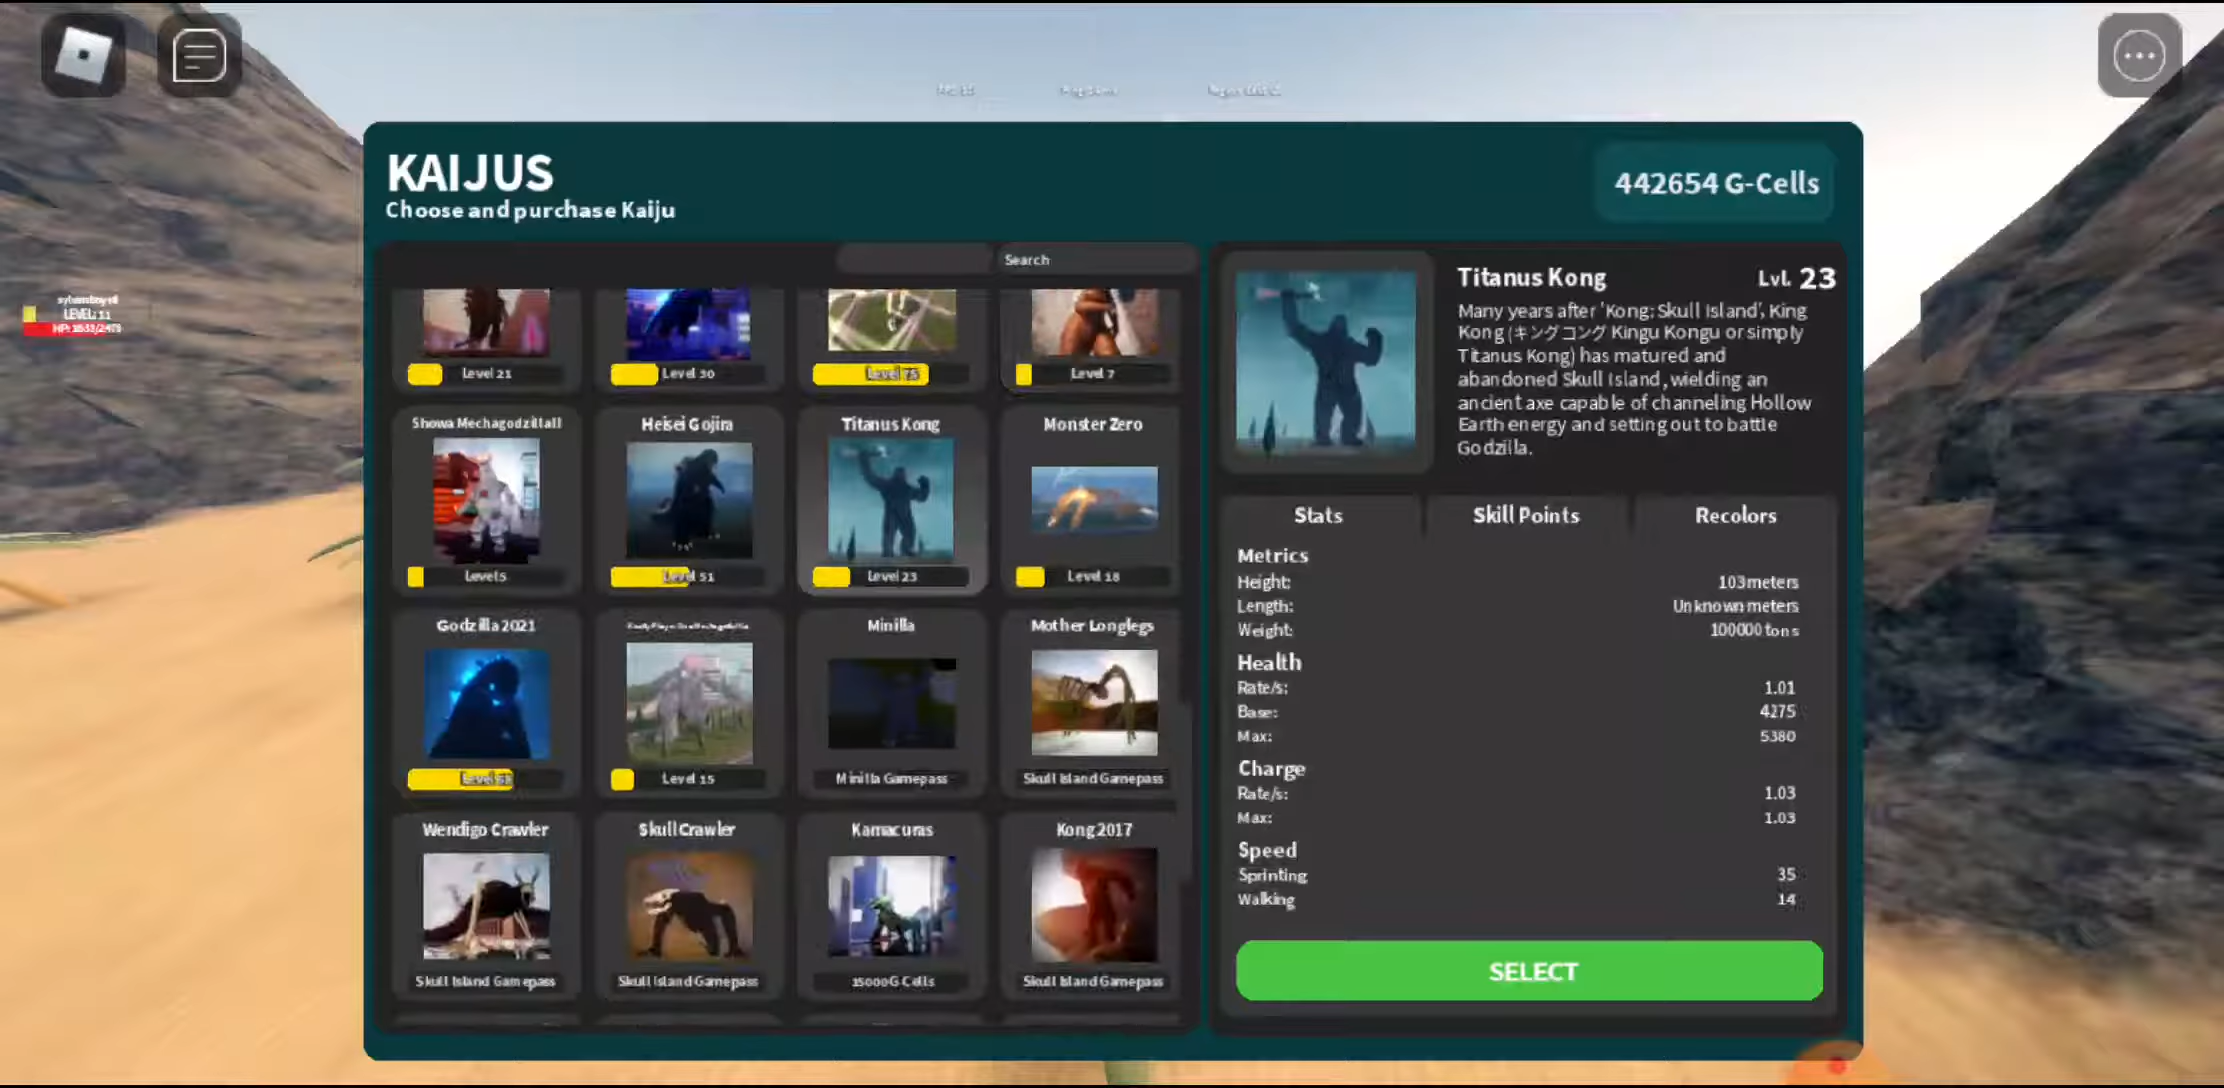 KAIJUS
Choose and purchase Kaiju
442654 G-Cells
LEVEL: 11
Search
Level 21
Level 30
Level 75
Level 7
Showa MechagodzillaII
Heisei Gojira
Titanus Kong
Monster Zero
Level 5
Level 51
Level 23
Level 18
Godzilla 2021
Minilla
Mother Longlegs
Level
Level 15
Minilla Gamepass
Skull Island Gamepass
Wendigo Crawler
Skull Crawler
Kamacuras
Kong 2017
Skull Island Gamepass
Skull Island Gamepass
15000 G-Cells
Skull Island Gamepass
Titanus Kong
Lvl. 23
Many years after 'Kong: Skull Island', King
Kong (キングコング Kingu Kongu or simply
Titanus Kong) has matured and
abandoned Skull Island, wielding an
ancient axe capable of channeling Hollow
Earth energy and setting out to battle
Godzilla.
Stats
Skill Points
Recolors
Metrics
Height: 103 meters
Length: Unknown meters
Weight: 100000 tons
Health
Rate/s: 1.01
Base: 4275
Max: 5380
Charge
Rate/s: 1.03
Max: 1.03
Speed
Sprinting 35
Walking 14
SELECT